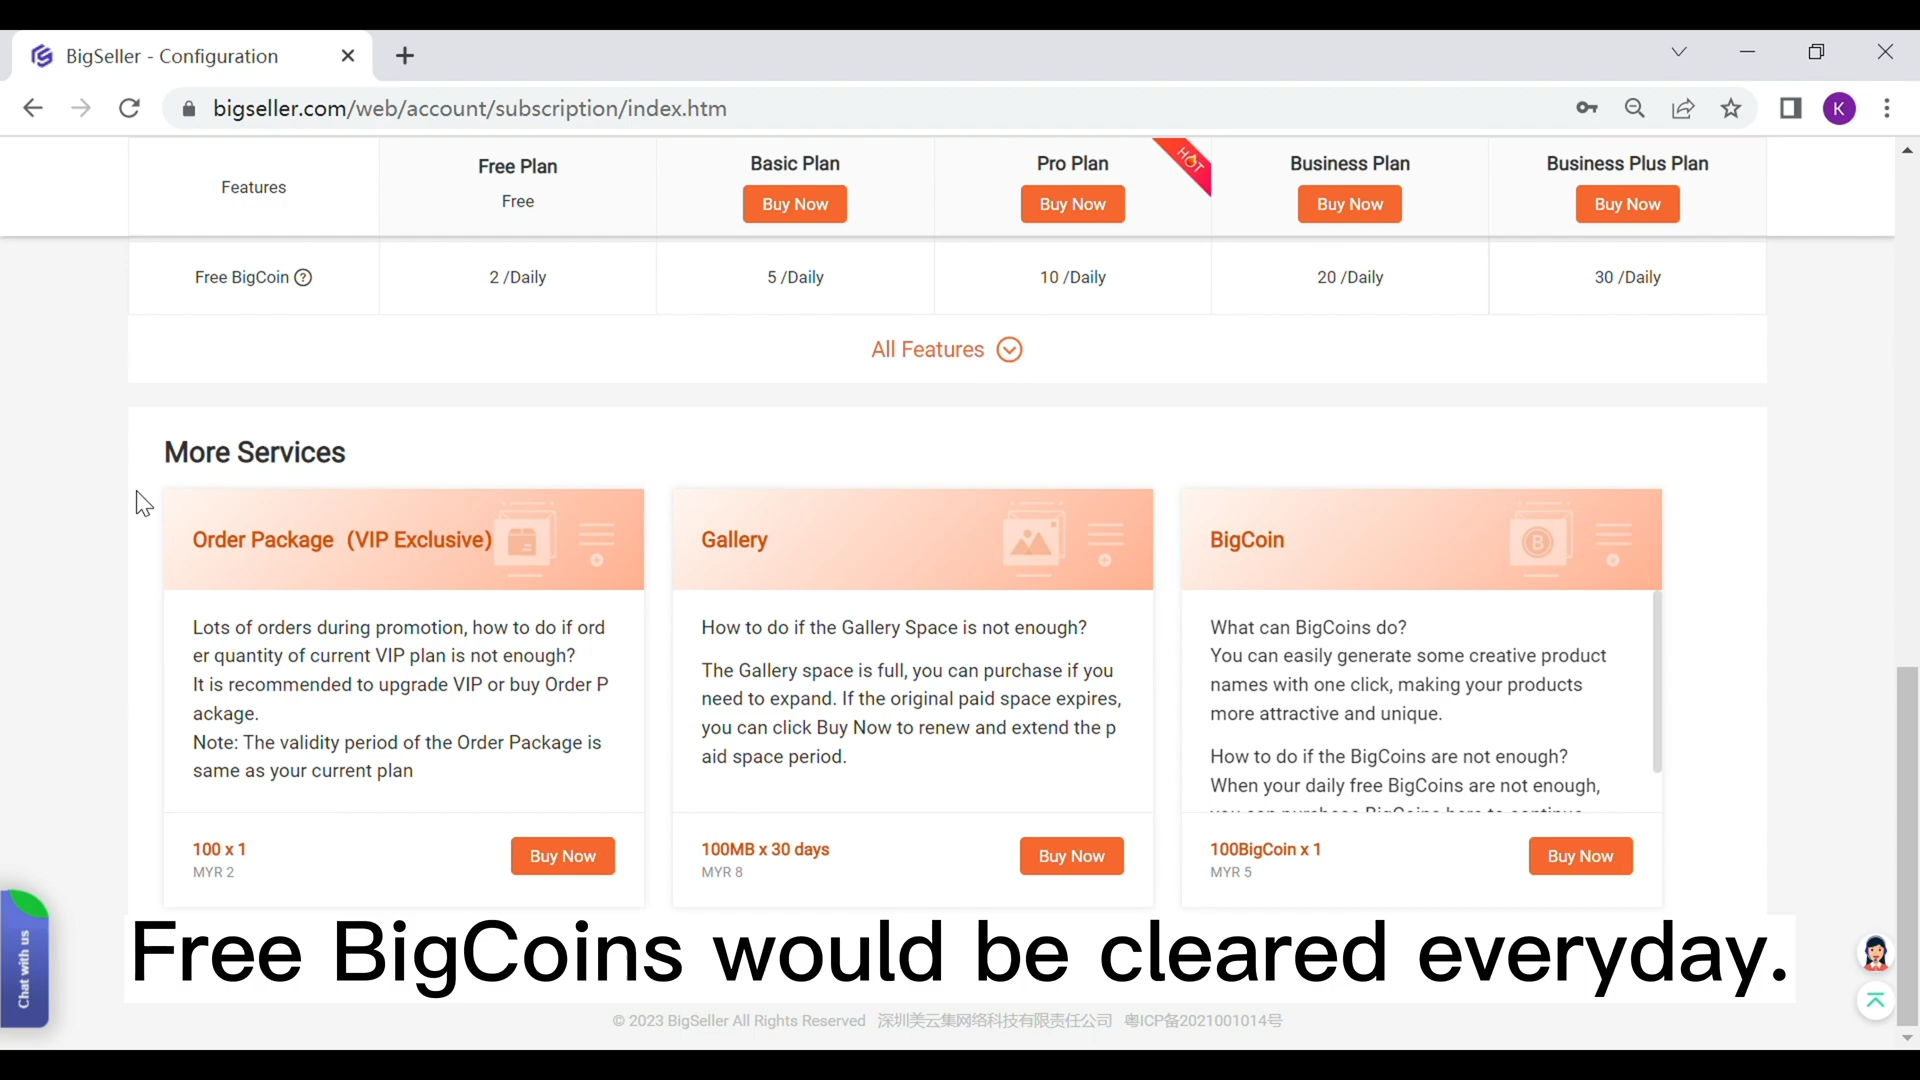 BigSeller - Configuration
bigseller.com/web/account/subscription/index.htm
K
Features
Free Plan
Free
Basic Plan
Buy Now
Pro Plan
Buy Now
HOT
Business Plan
Buy Now
Business Plus Plan
Buy Now
Free BigCoin
2 /Daily
5 /Daily
10 /Daily
20 /Daily
30 /Daily
All Features
More Services
Order Package (VIP Exclusive)
Lots of orders during promotion, how to do if ord
er quantity of current VIP plan is not enough?
It is recommended to upgrade VIP or buy Order P
ackage.
Note: The validity period of the Order Package is
same as your current plan
100 x 1
MYR 2
Buy Now
Gallery
How to do if the Gallery Space is not enough?
The Gallery space is full, you can purchase if you
need to expand. If the original paid space expires,
you can click Buy Now to renew and extend the p
aid space period.
100MB x 30 days
MYR 8
Buy Now
BigCoin
What can BigCoins do?
You can easily generate some creative product
names with one click, making your products
more attractive and unique.
How to do if the BigCoins are not enough?
When your daily free BigCoins are not enough,
100BigCoin x 1
MYR 5
Buy Now
Chat with us
Free BigCoins would be cleared everyday.
© 2023 BigSeller All Rights Reserved 深圳美云集网络科技有限责任公司 粤ICP备2021001014号